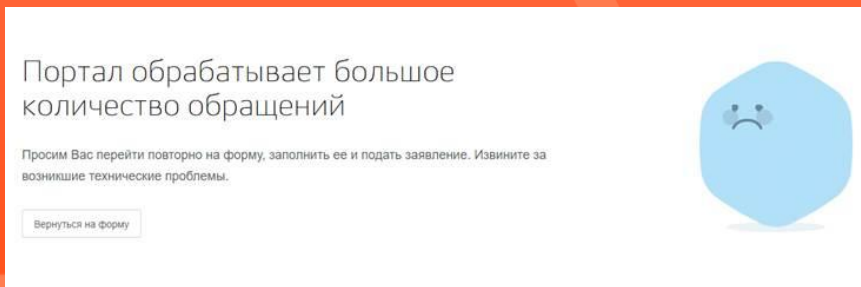 Портал обрабатывает большое
количество обращений
Просим Вас перейти повторно на форму, заполнить ее и подать заявление. Извините за
возникшие технические проблемы.
Вернуться на форму